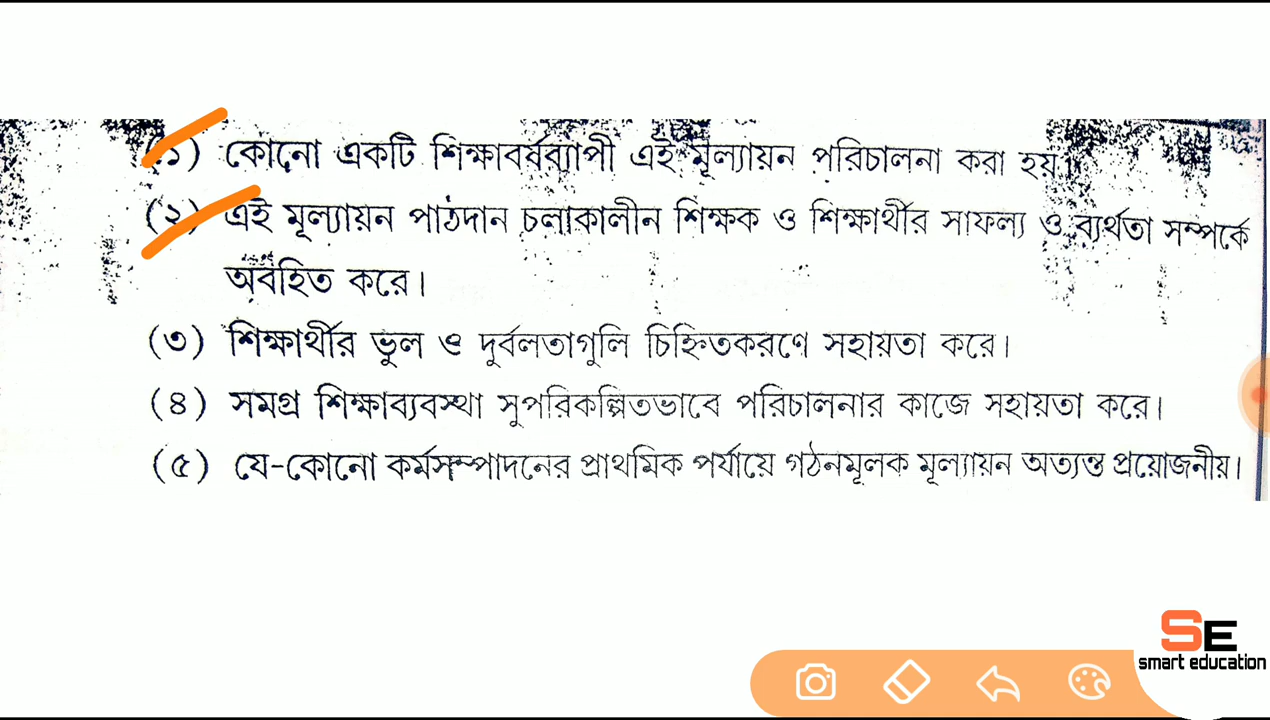 (১) কোনো একটি শিক্ষাবর্ষব্যাপী এই মূল্যায়ন পরিচালনা করা হয়।
(২) এই মূল্যায়ন পাঠদান চলাকালীন শিক্ষক ও শিক্ষার্থীর সাফল্য ও ব্যর্থতা সম্পর্কে
অবহিত করে।
(৩) শিক্ষার্থীর ভুল ও দুর্বলতাগুলি চিহ্নিতকরণে সহায়তা করে।
(৪) সমগ্র শিক্ষাব্যবস্থা সুপরিকল্পিতভাবে পরিচালনার কাজে সহায়তা করে।
(৫) যে-কোনো কর্মসম্পাদনের প্রাথমিক পর্যায়ে গঠনমূলক মূল্যায়ন অত্যন্ত প্রয়োজনীয়।
SE
smart education